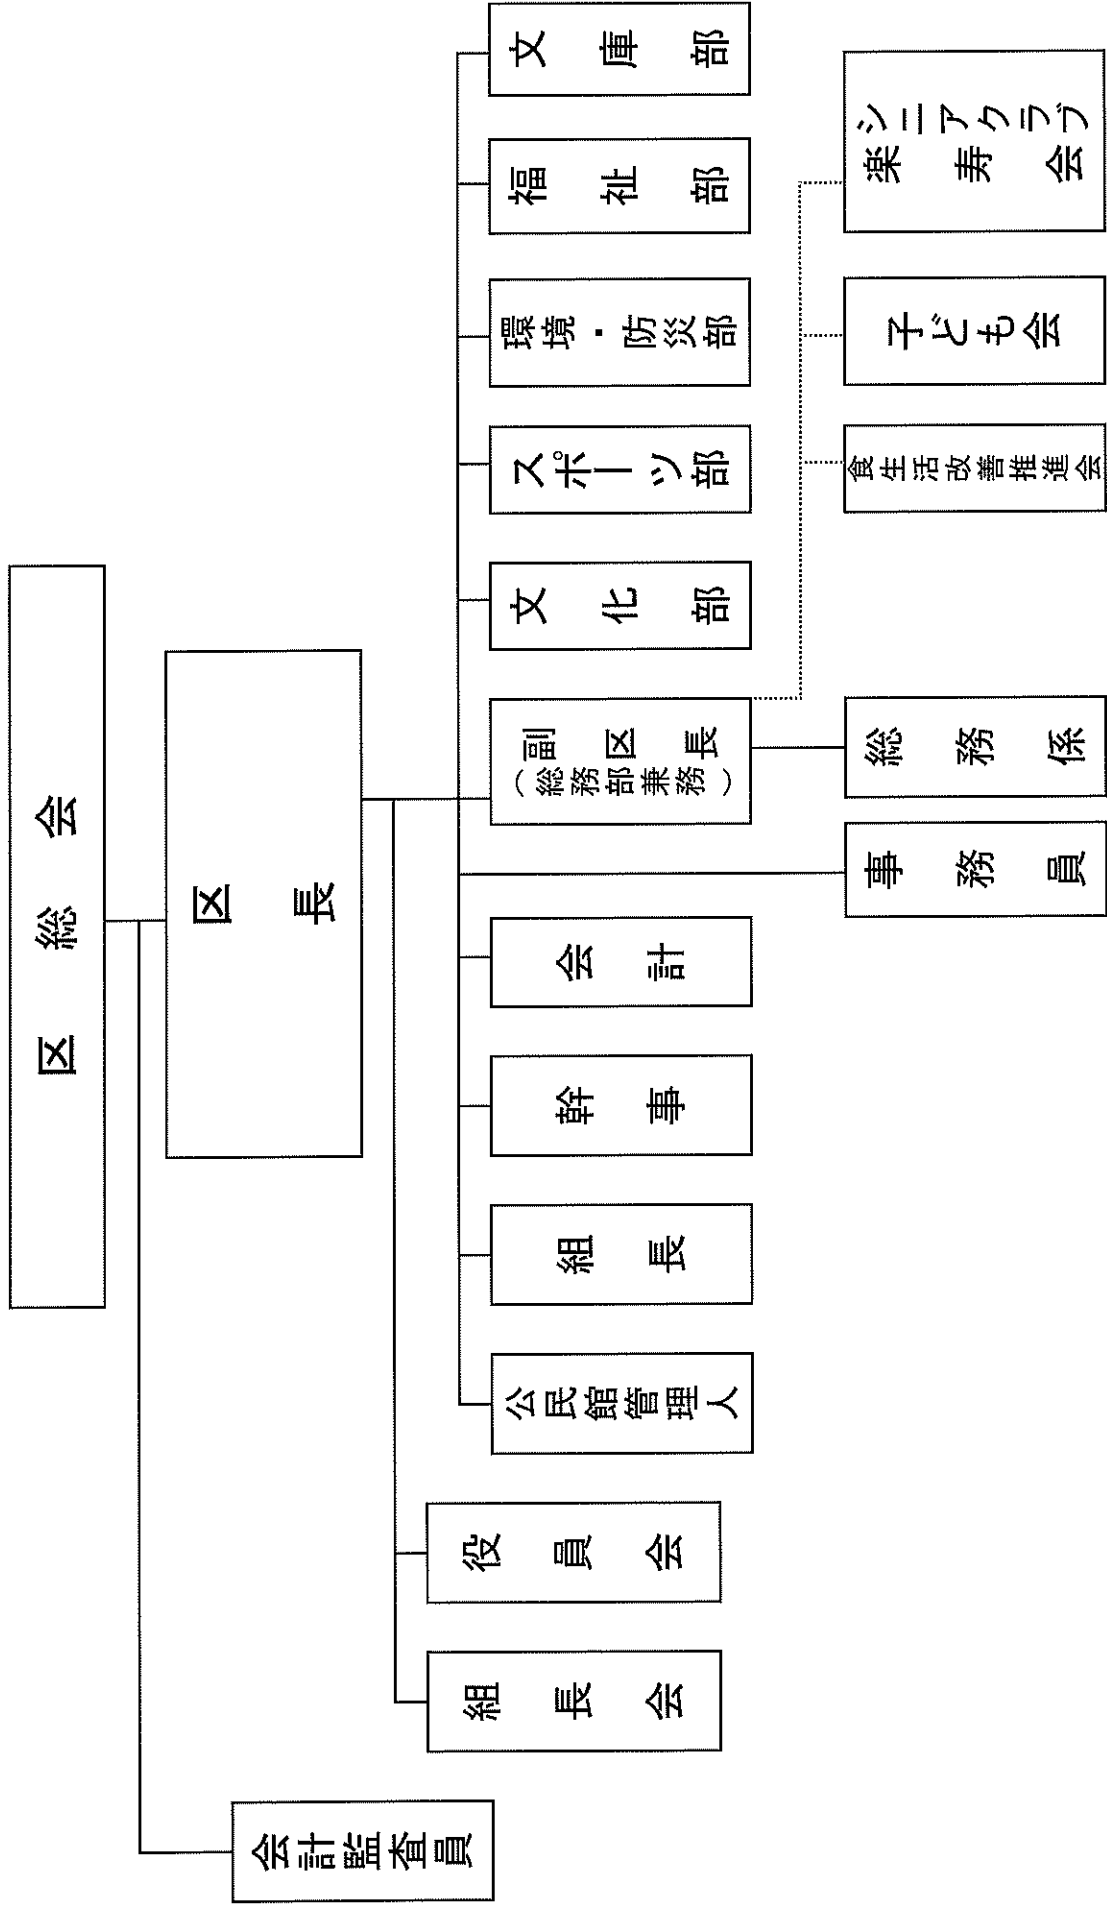 区総会
区長
会計監査員
組長会
役員会
公民館管理人
組長
幹事
会計
副区長
（総務部兼務）
文化部
スポーツ部
環境・防災部
福祉部
文庫部
事務員
総務係
食生活改善推進会
子ども会
シニアクラブ
楽寿会